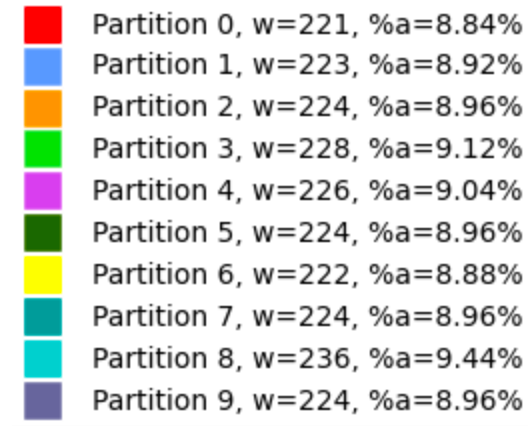 Partition 0, w=221, %a=8.84%
Partition 1, w=223, %a=8.92%
Partition 2, w=224, %a=8.96%
Partition 3, w=228, %a=9.12%
Partition 4, w=226, %a=9.04%
Partition 5, w=224, %a=8.96%
Partition 6, w=222, %a=8.88%
Partition 7, w=224, %a=8.96%
Partition 8, w=236, %a=9.44%
Partition 9, w=224, %a=8.96%